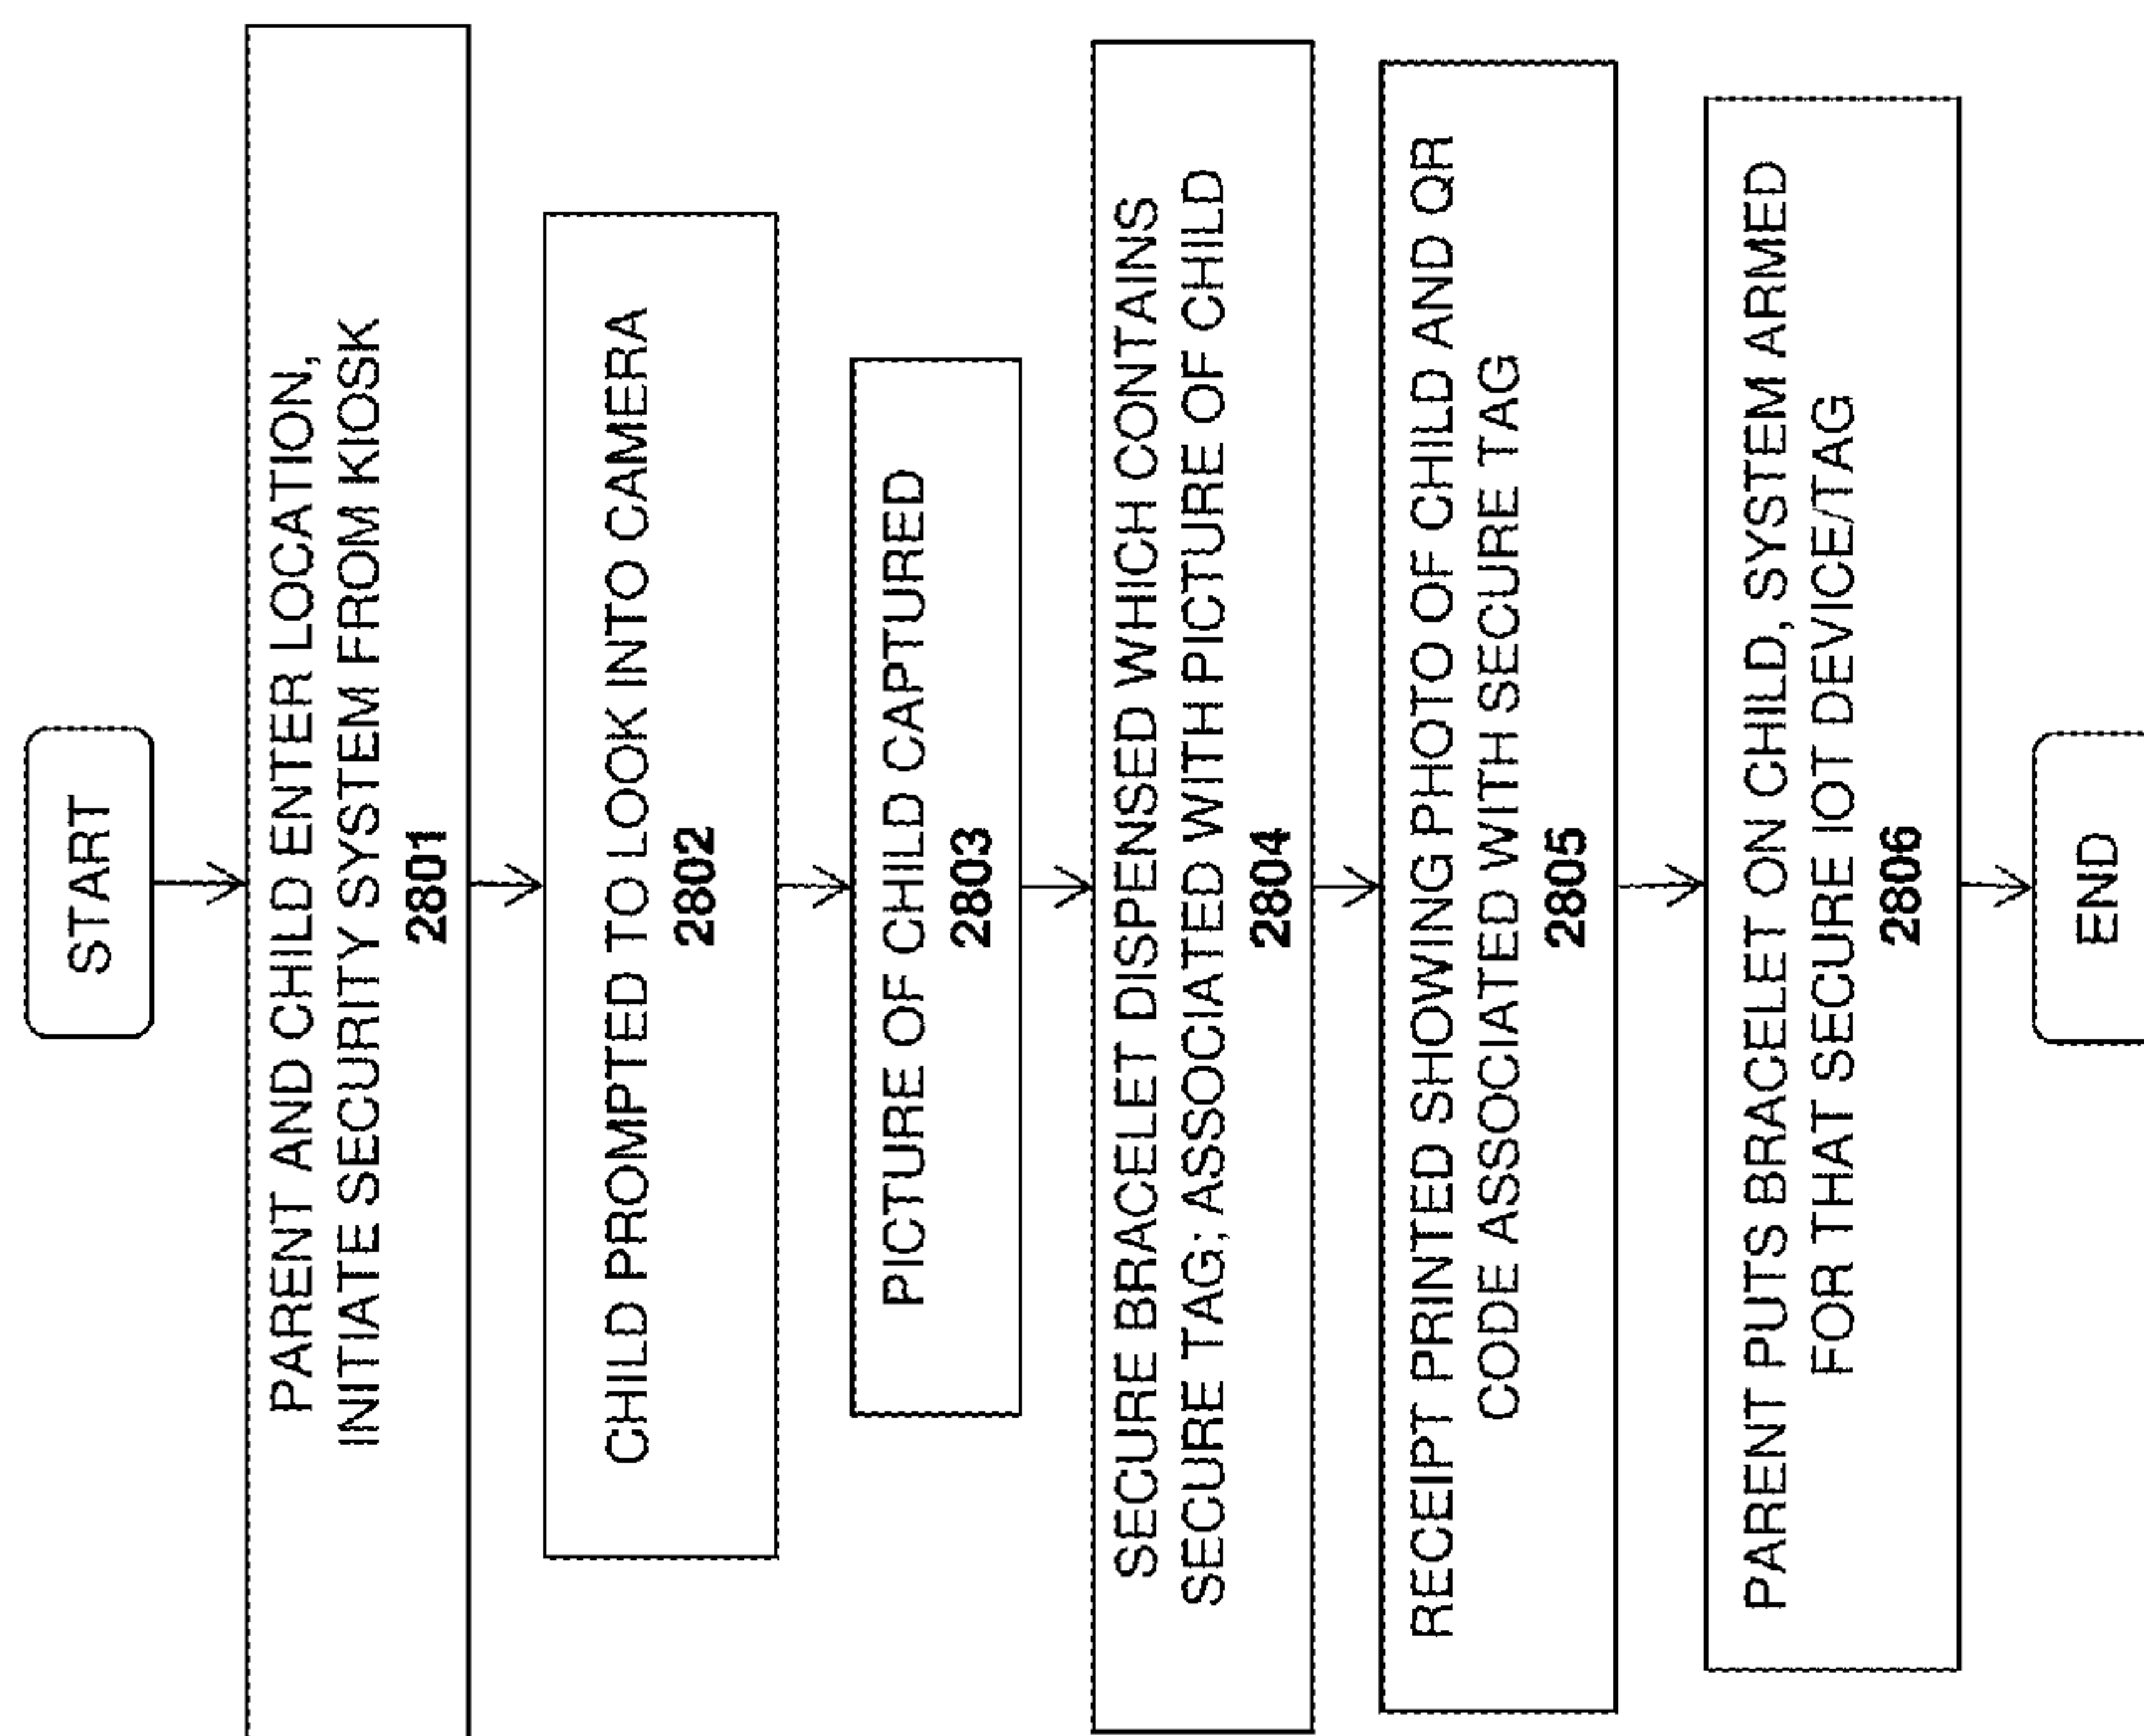 START
PARENT AND CHILD ENTER LOCATION,
INITIATE SECURITY SYSTEM FROM KIOSK
2801
CHILD PROMPTED TO LOOK INTO CAMERA
2802
PICTURE OF CHILD CAPTURED
2803
SECURE BRACELET DISPENSED WHICH CONTAINS
SECURE TAG; ASSOCIATED WITH PICTURE OF CHILD
2804
RECEIPT PRINTED SHOWING PHOTO OF CHILD AND QR
CODE ASSOCIATED WITH SECURE TAG
2805
PARENT PUTS BRACELET ON CHILD, SYSTEM ARMED
FOR THAT SECURE IOT DEVICE/TAG
2806
END